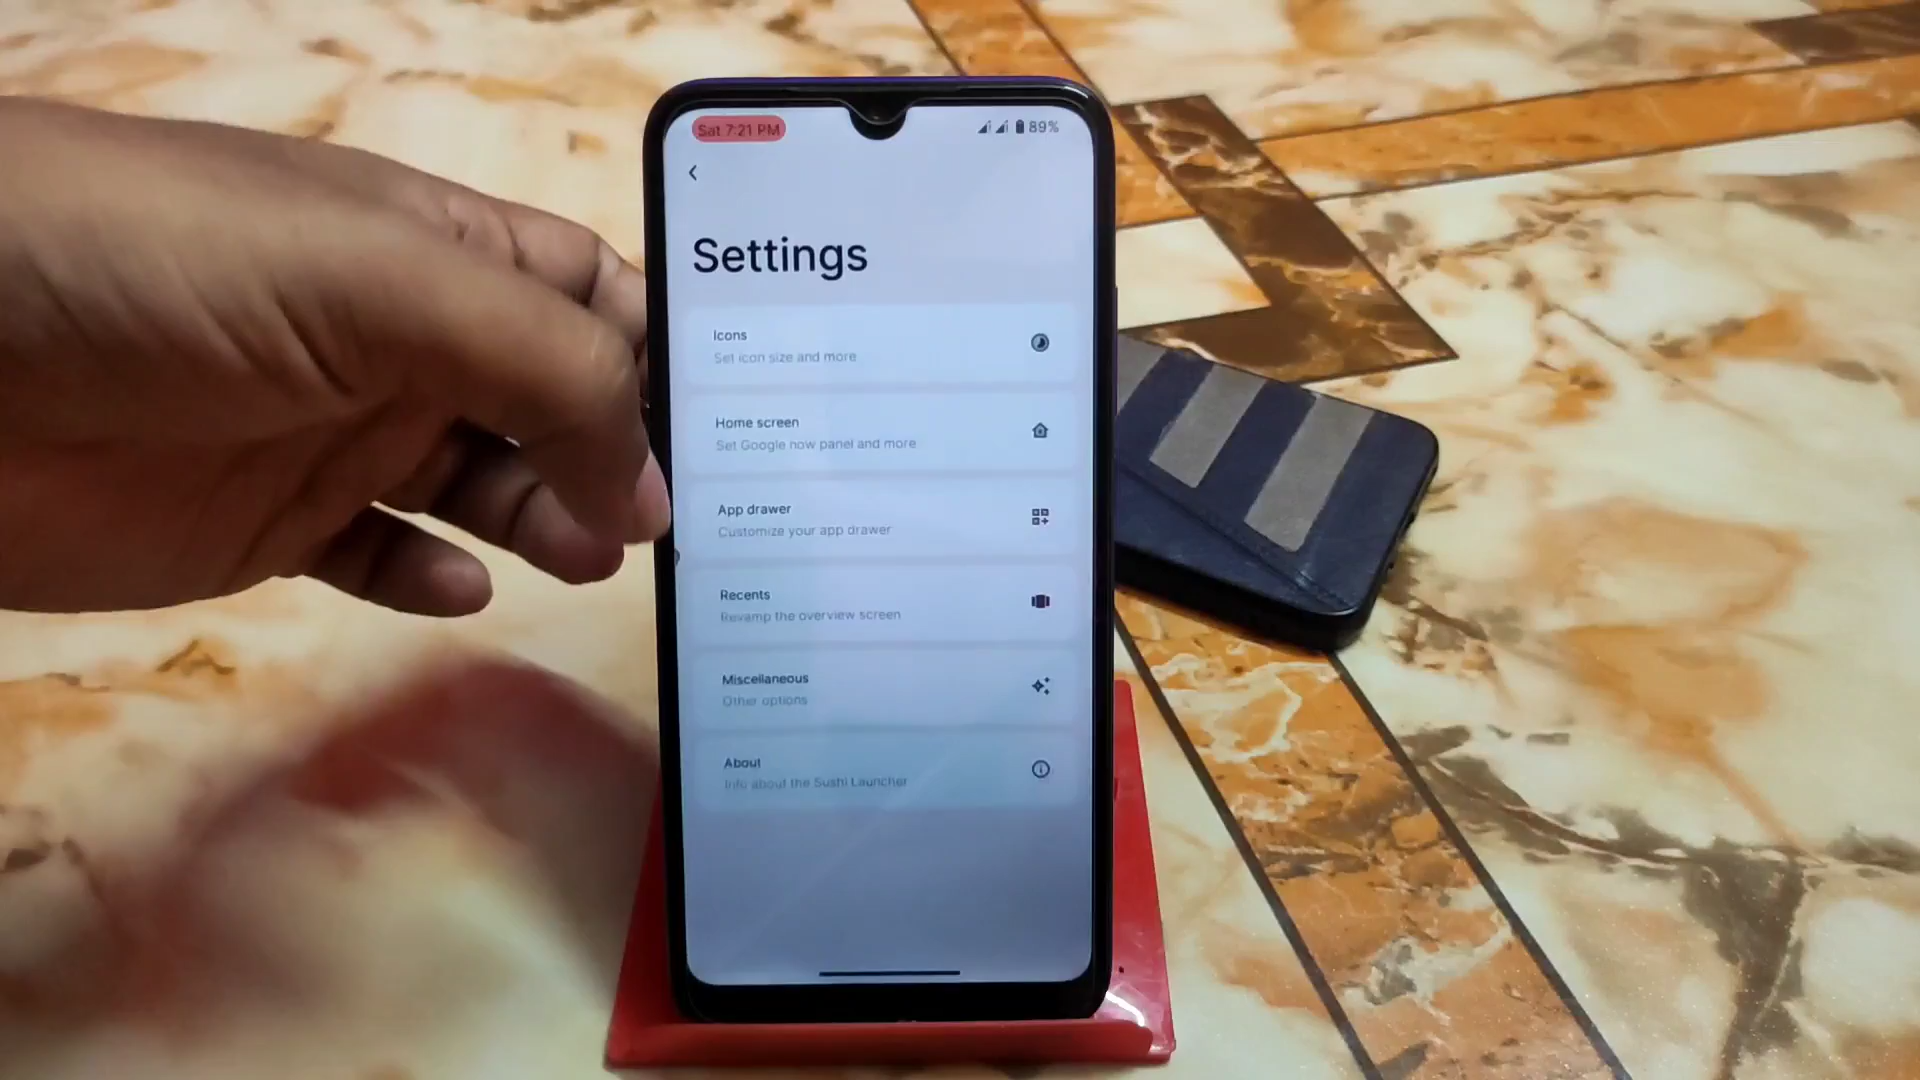 Sat 7:21 PM
89%
Settings
Icons
Set icon size and more
Home screen
Set Google now panel and more
App drawer
Customize your app drawer
Recents
Revamp the overview screen
Miscellaneous
Other options
About
Info about the Sushi Launcher